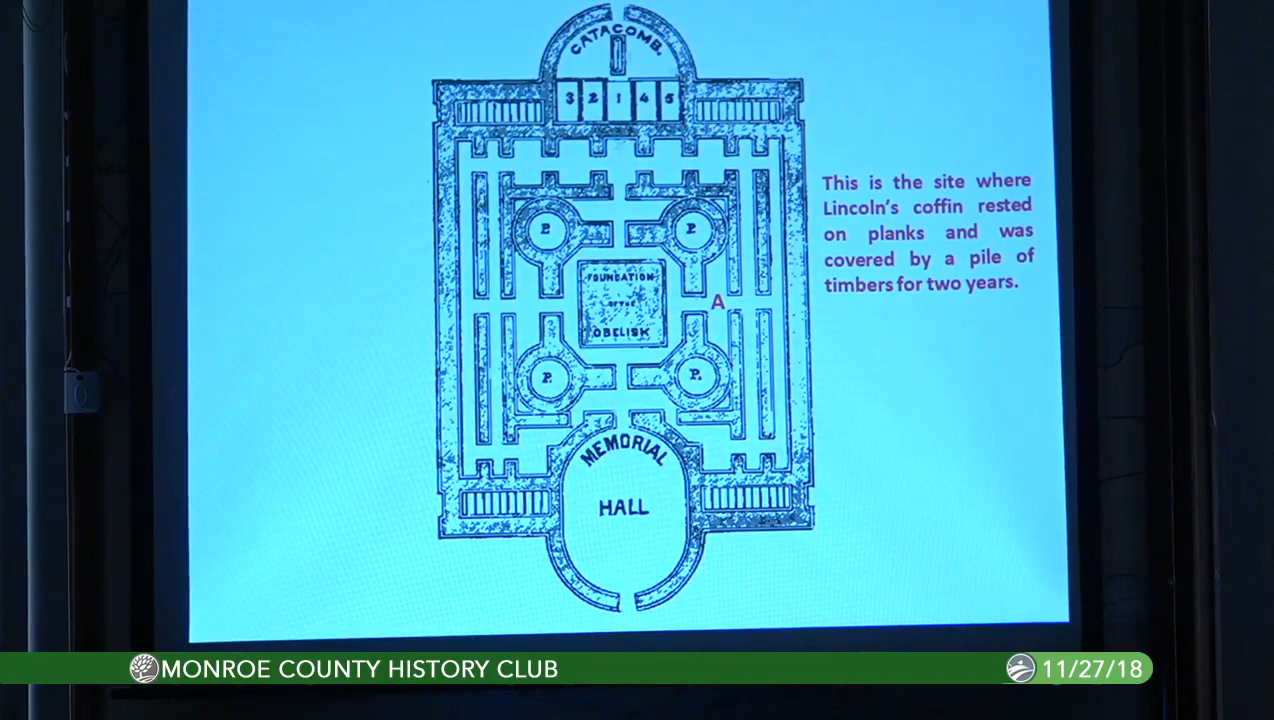 CATACOMB.
3 2 1 4 5
This is the site where
Lincoln's coffin rested
on planks and was
covered by a pile of
timbers for two years.
P. P.
FOUNDATION
OF THE
OBELISK
A
P. P.
MEMORIAL
HALL
MONROE COUNTY HISTORY CLUB
11/27/18